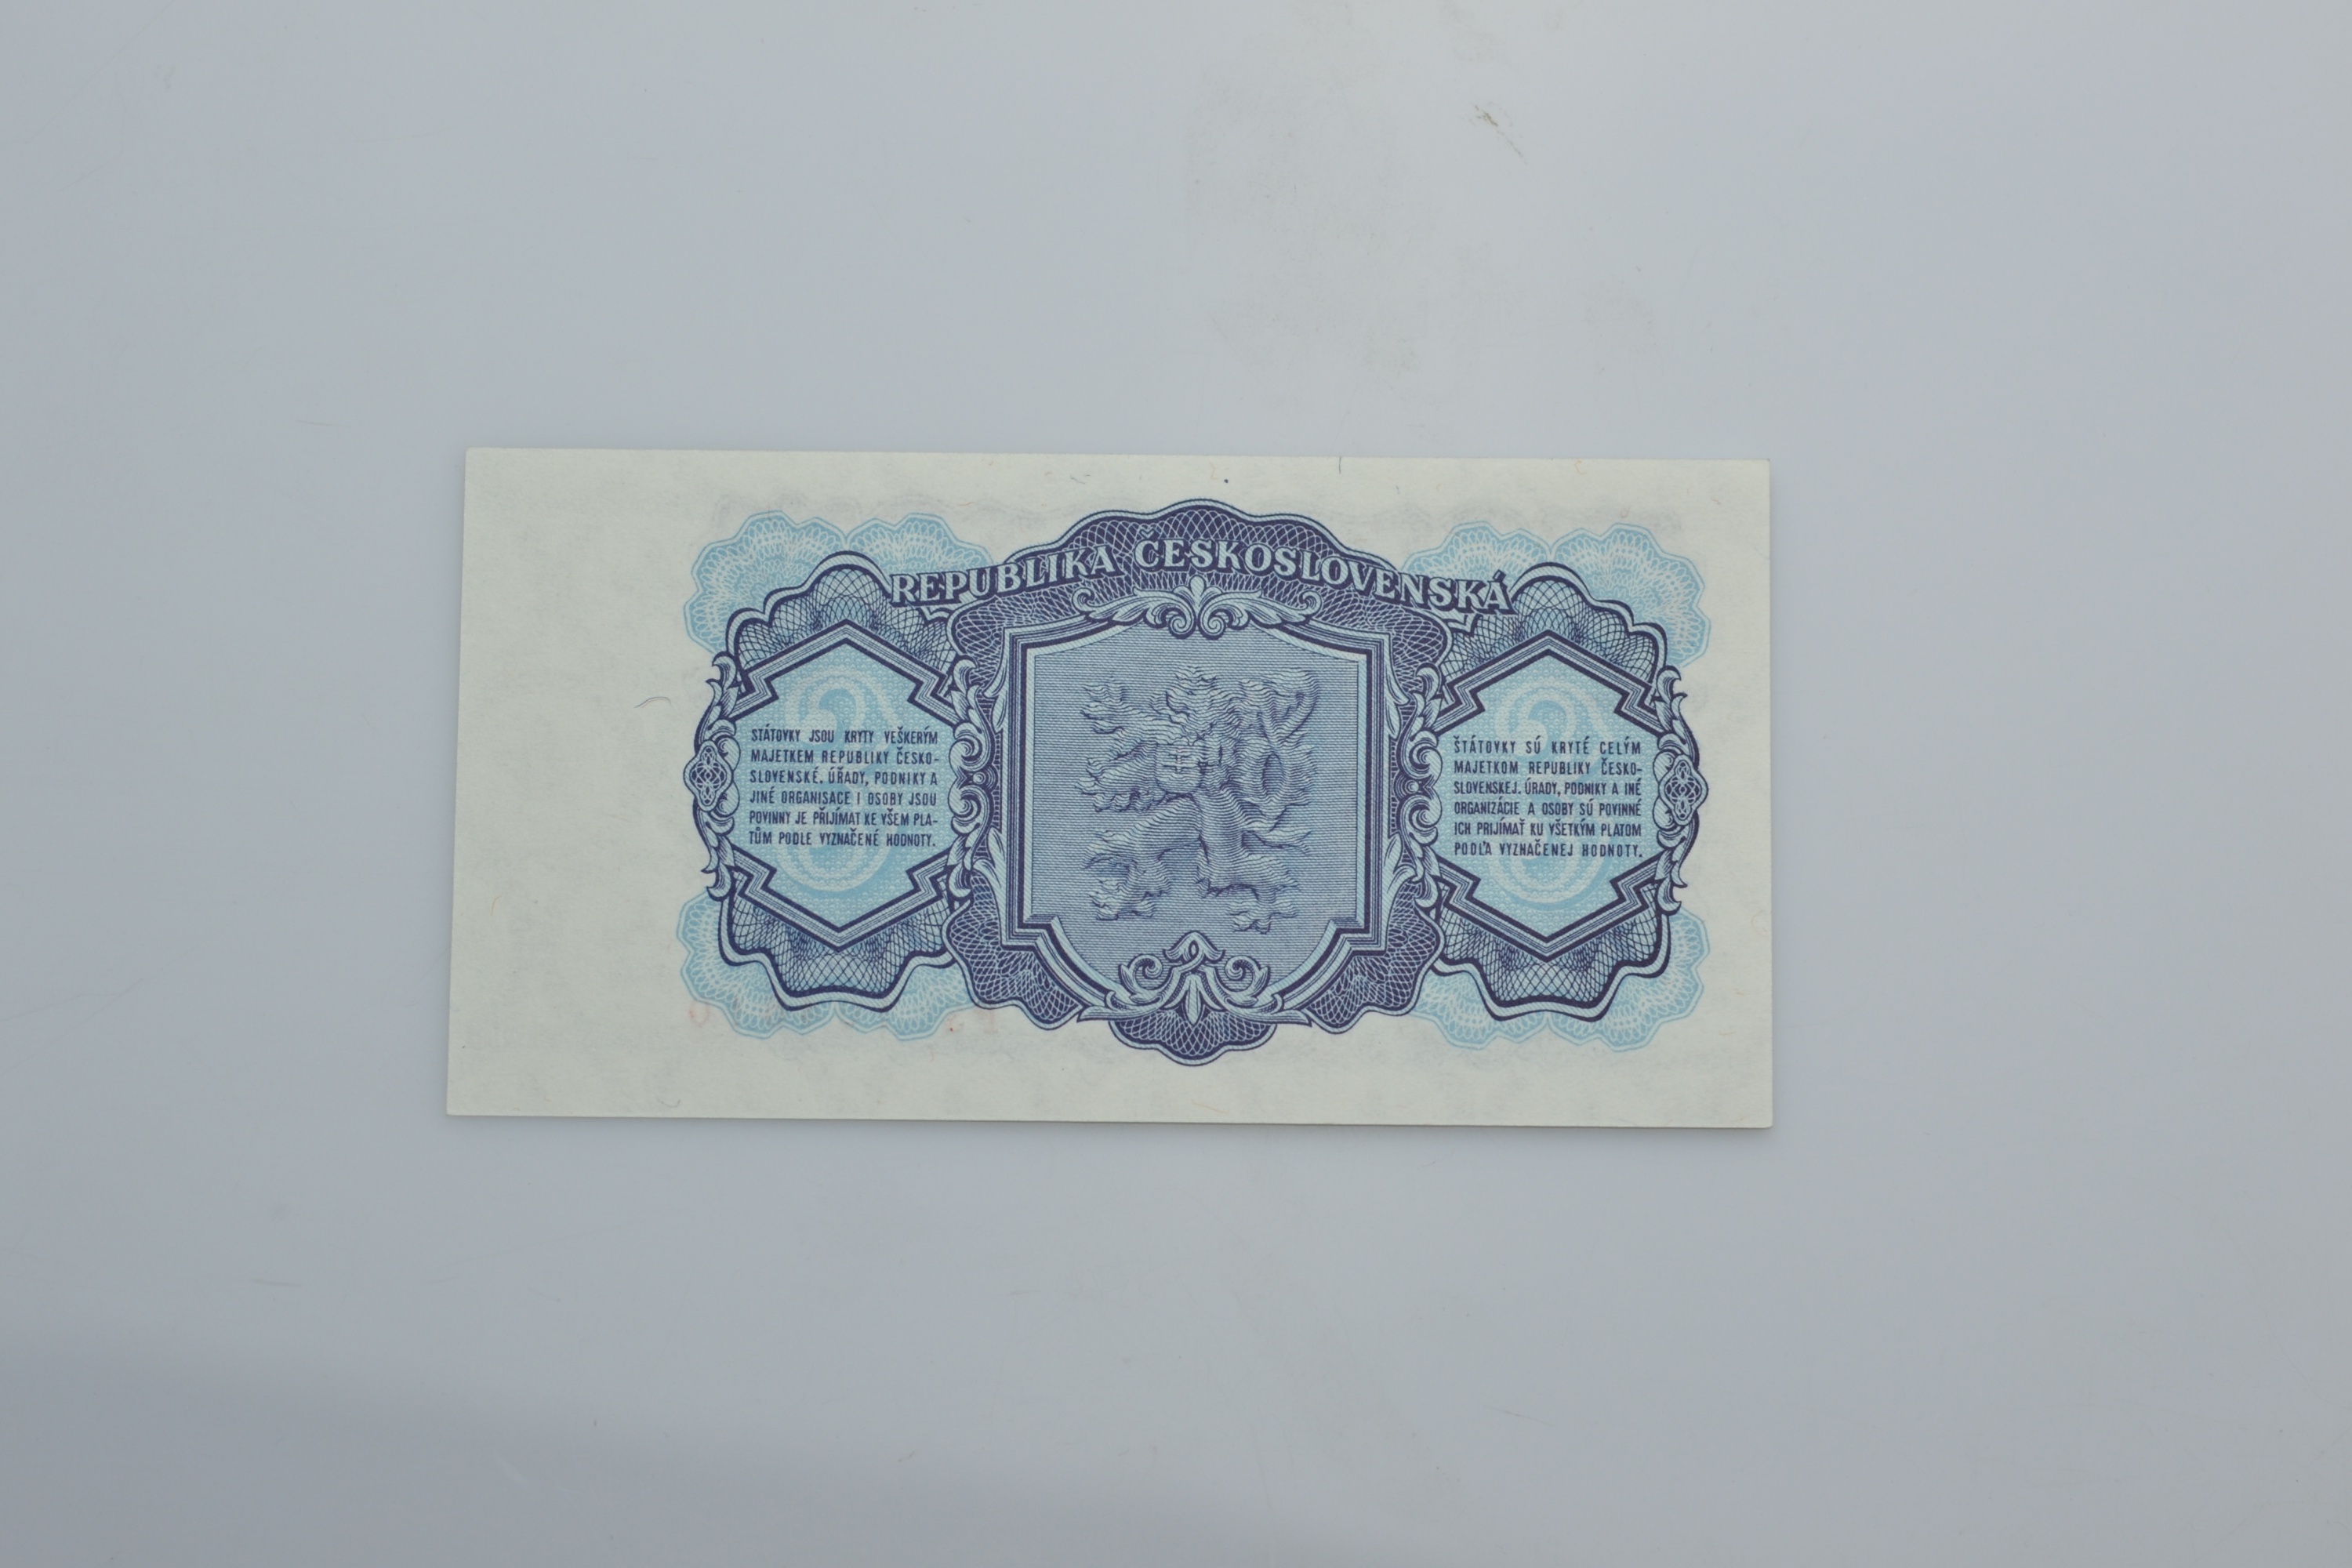 REPUBLIKA ČESKOSLOVENSKÁ
3
STÁTOVKY JSOU KRYTY VEŠKERÝM
MAJETKEM REPUBLIKY ČESKO-
SLOVENSKÉ. ÚŘADY, PODNIKY A
JINÉ ORGANISACE I OSOBY JSOU
POVINNY JE PŘIJÍMAT KE VŠEM PLA-
TŮM PODLE VYZNAČENÉ HODNOTY.
3
ŠTÁTOVKY SÚ KRYTÉ CELÝM
MAJETKOM REPUBLIKY ČESKO-
SLOVENSKEJ. ÚRADY, PODNIKY A INÉ
ORGANIZÁCIE A OSOBY SÚ POVINNÉ
ICH PRIJÍMAŤ KU VŠETKÝM PLATOM
PODĽA VYZNAČENEJ HODNOTY.